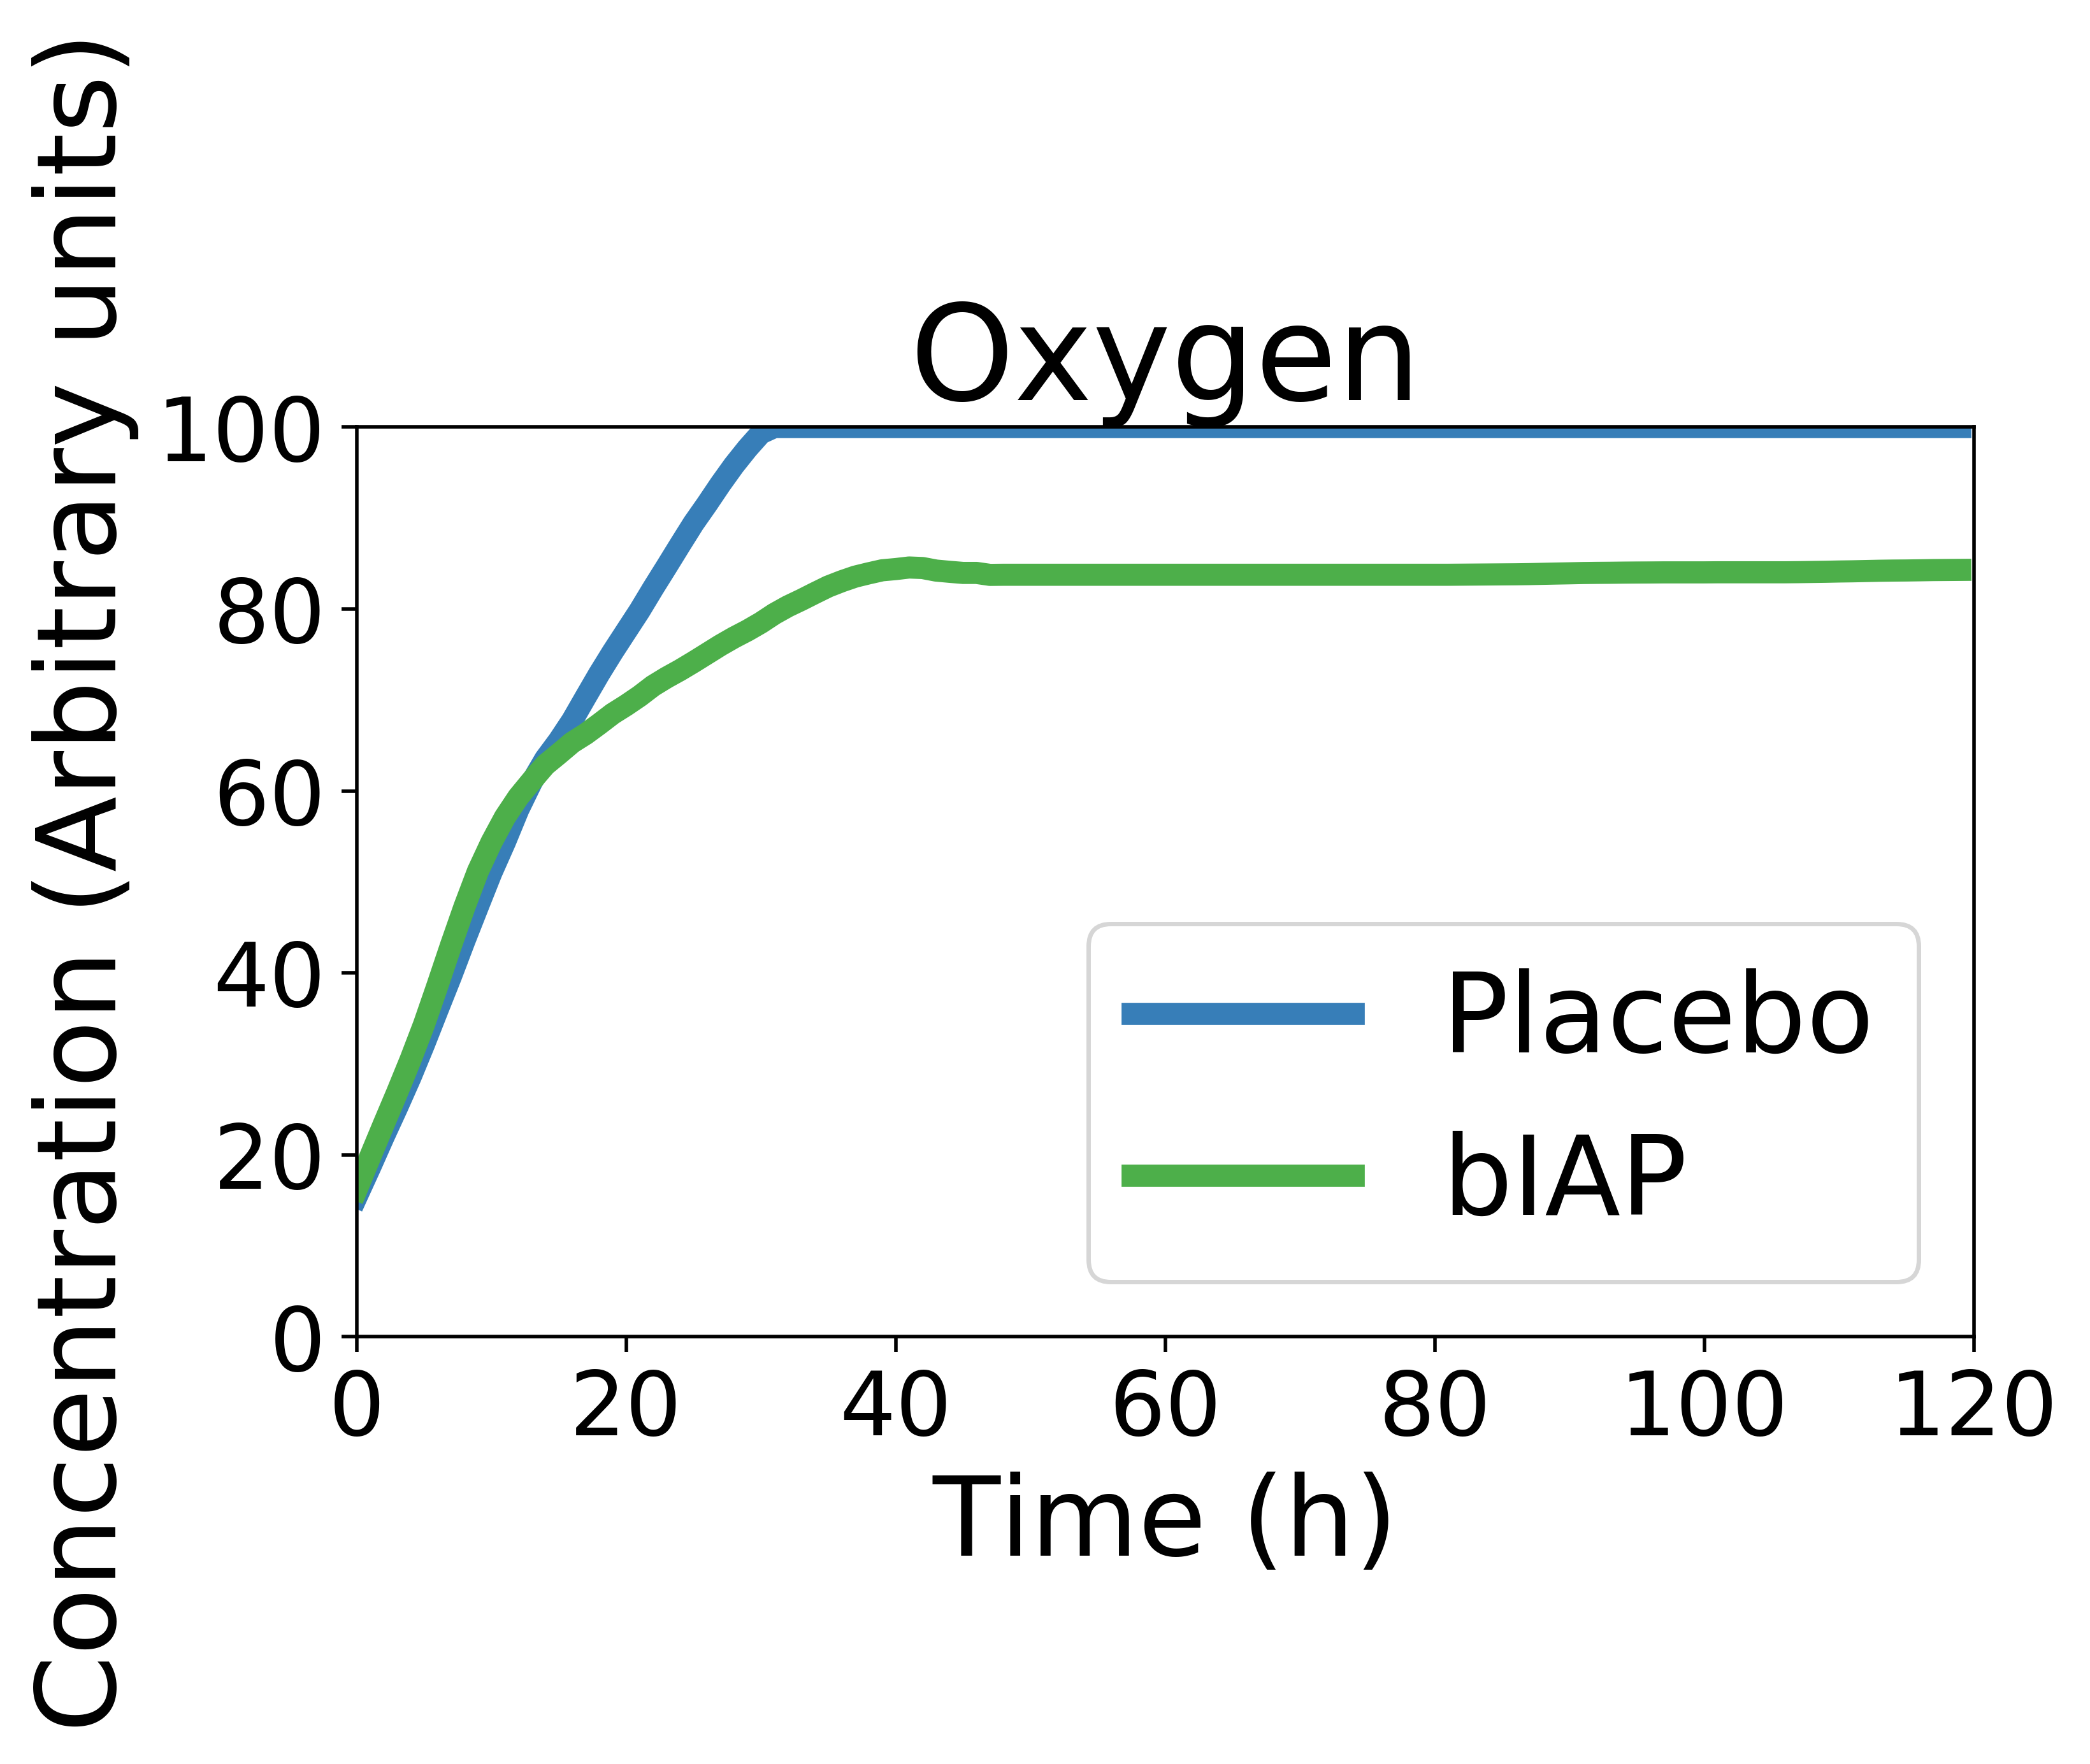 Oxygen
Concentration (Arbitrary units)
100
80
60
40
20
0
0 20 40 60 80 100 120
Time (h)
Placebo
bIAP